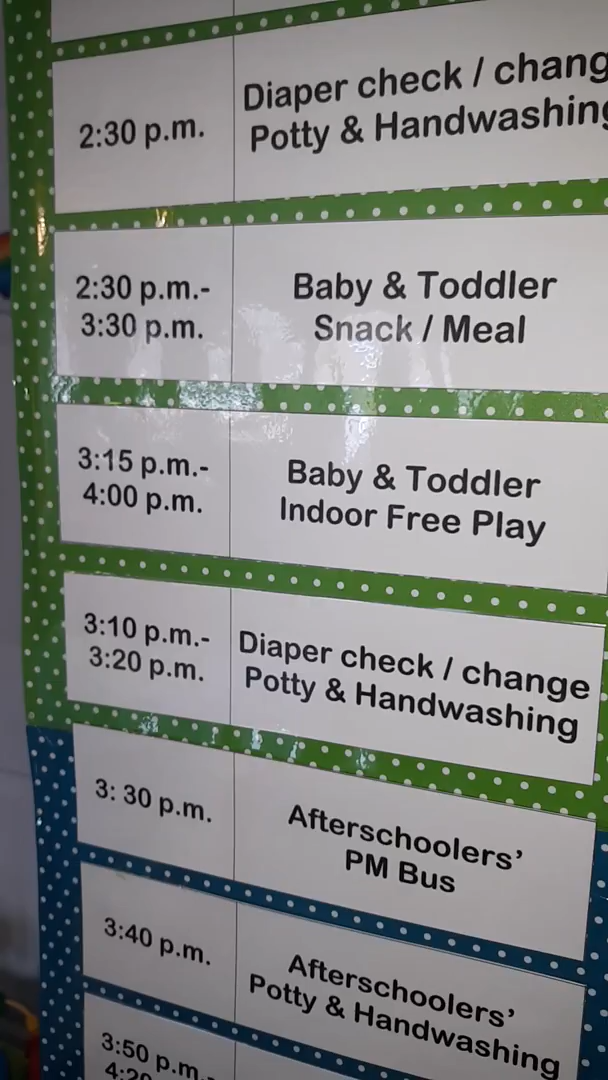 2:30 p.m.
Diaper check / chang
Potty & Handwashing
2:30 p.m.-
3:30 p.m.
Baby & Toddler
Snack / Meal
3:15 p.m.-
4:00 p.m.
Baby & Toddler
Indoor Free Play
3:10 p.m.-
3:20 p.m.
Diaper check / change
Potty & Handwashing
3: 30 p.m.
Afterschoolers’
PM Bus
3:40 p.m.
Afterschoolers’
Potty & Handwashing
3:50 p.m.-